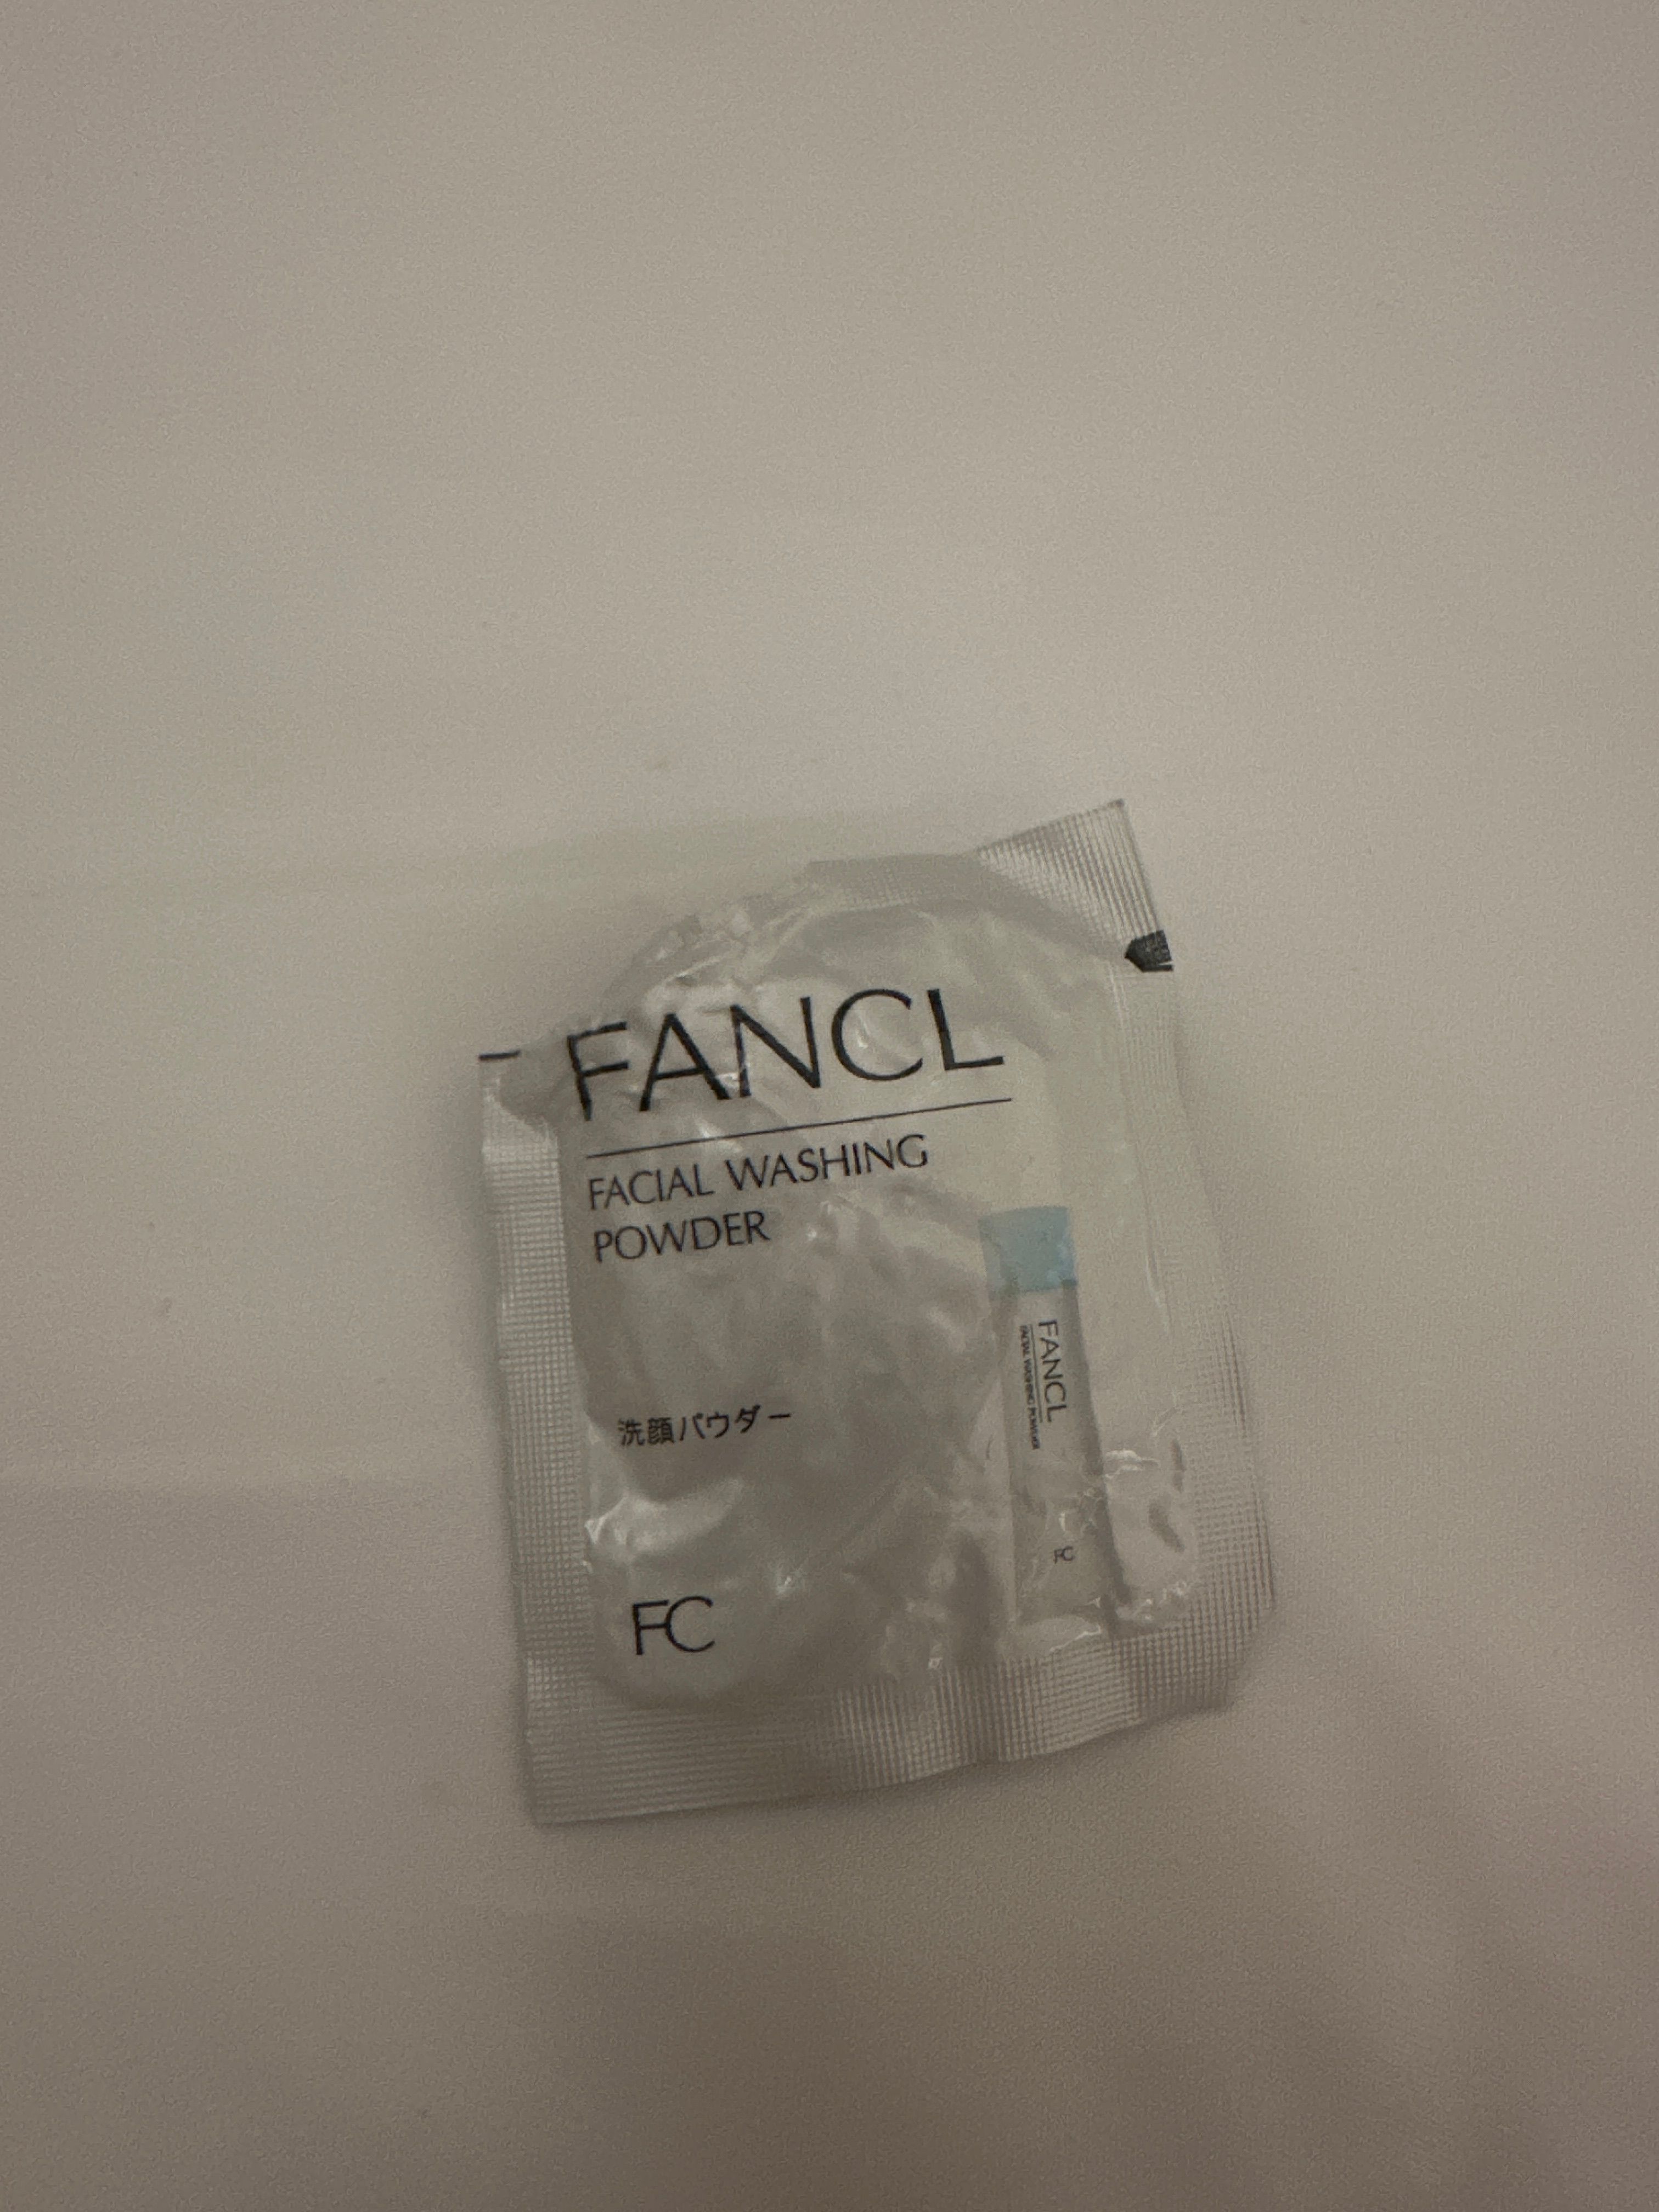 FANCL
FACIAL WASHING
POWDER
洗顔パウダー
FC
FANCL
FACIAL WASHING POWDER
FC